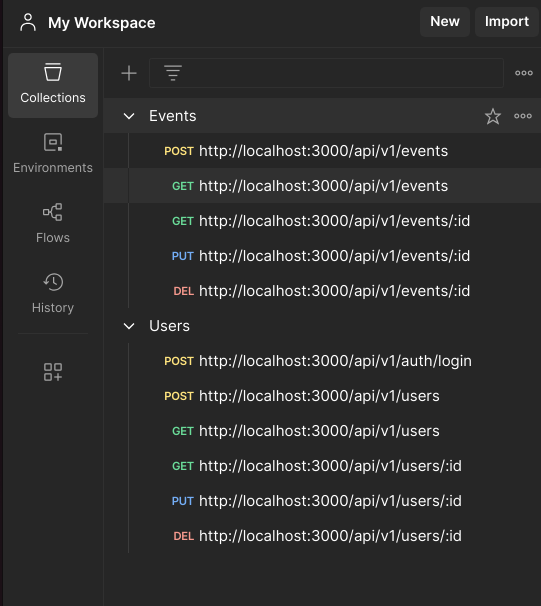 My Workspace
New
Import
Collections
Environments
Flows
History
Events
POST http://localhost:3000/api/v1/events
GET http://localhost:3000/api/v1/events
GET http://localhost:3000/api/v1/events/:id
PUT http://localhost:3000/api/v1/events/:id
DEL http://localhost:3000/api/v1/events/:id
Users
POST http://localhost:3000/api/v1/auth/login
POST http://localhost:3000/api/v1/users
GET http://localhost:3000/api/v1/users
GET http://localhost:3000/api/v1/users/:id
PUT http://localhost:3000/api/v1/users/:id
DEL http://localhost:3000/api/v1/users/:id